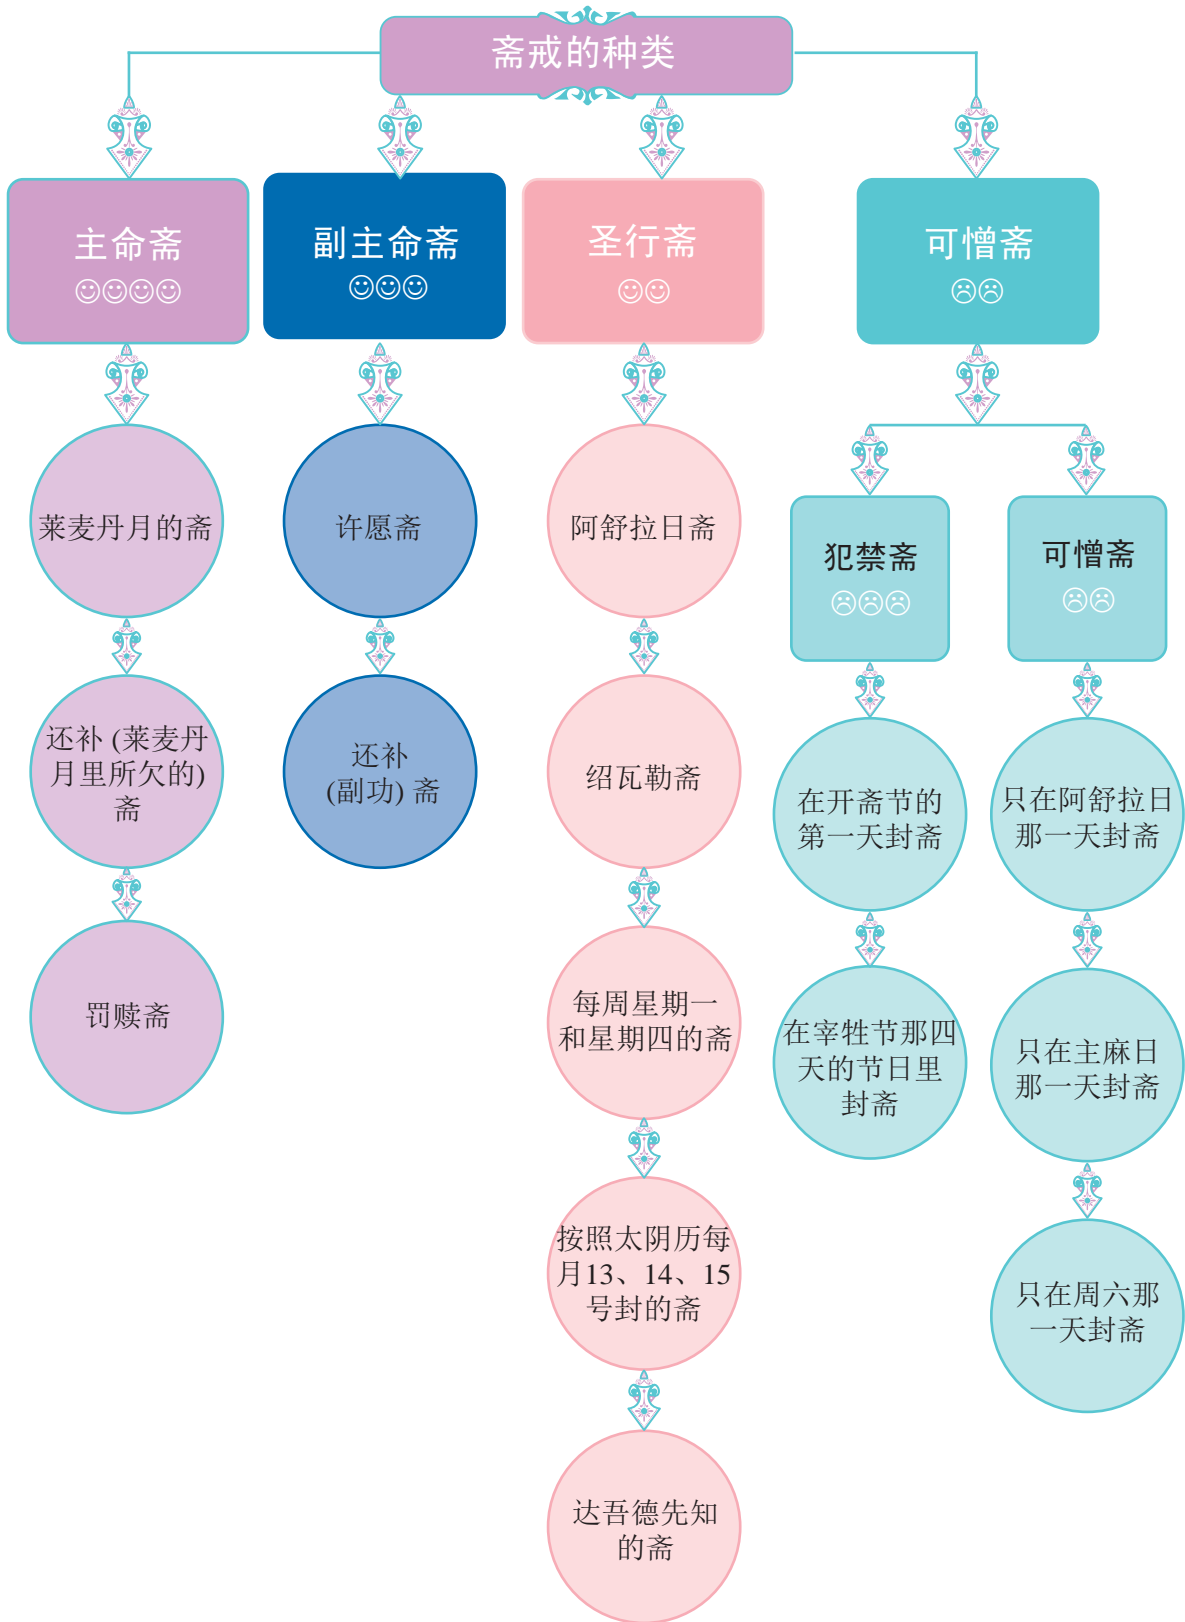 斋戒的种类
主命斋
副主命斋
圣行斋
可憎斋
莱麦丹月的斋
还补 (莱麦丹
月里所欠的)
斋
罚赎斋
许愿斋
还补
(副功) 斋
阿舒拉日斋
绍瓦勒斋
每周星期一
和星期四的斋
按照太阴历每
月13、14、15
号封的斋
达吾德先知
的斋
犯禁斋
在开斋节的
第一天封斋
在宰牲节那四
天的节日里
封斋
可憎斋
只在阿舒拉日
那一天封斋
只在主麻日
那一天封斋
只在周六那
一天封斋